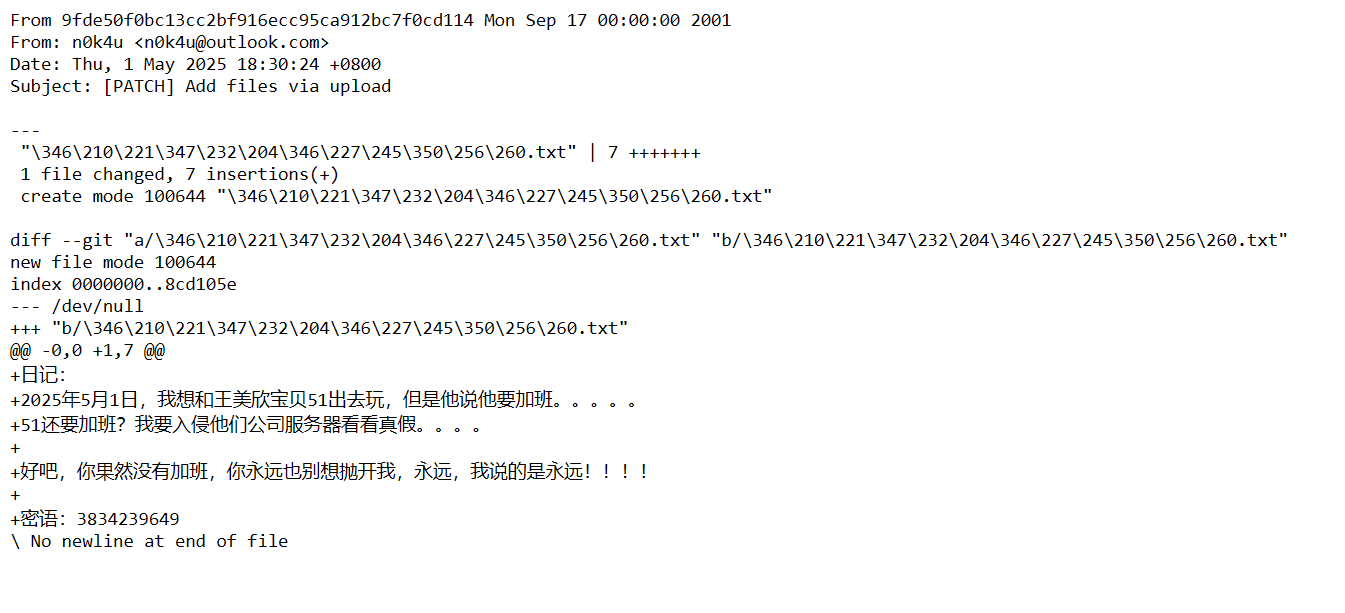 From 9fde50f0bc13cc2bf916ecc95ca912bc7f0cd114 Mon Sep 17 00:00:00 2001
From: n0k4u <n0k4u@outlook.com>
Date: Thu, 1 May 2025 18:30:24 +0800
Subject: [PATCH] Add files via upload
---
"\346\210\221\347\232\204\346\227\245\350\256\260.txt" | 7 +++++++
1 file changed, 7 insertions(+)
create mode 100644 "\346\210\221\347\232\204\346\227\245\350\256\260.txt"
diff --git "a/\346\210\221\347\232\204\346\227\245\350\256\260.txt" "b/\346\210\221\347\232\204\346\227\245\350\256\260.txt"
new file mode 100644
index 0000000..8cd105e
--- /dev/null
+++ "b/\346\210\221\347\232\204\346\227\245\350\256\260.txt"
@@ -0,0 +1,7 @@
+日记：
+2025年5月1日，我想和王美欣宝贝51出去玩，但是他说他要加班。。。。。
+51还要加班？我要入侵他们公司服务器看看真假。。。。
+
+好吧，你果然没有加班，你永远也别想抛开我，永远，我说的是永远！！！！
+
+密语：3834239649
\ No newline at end of file